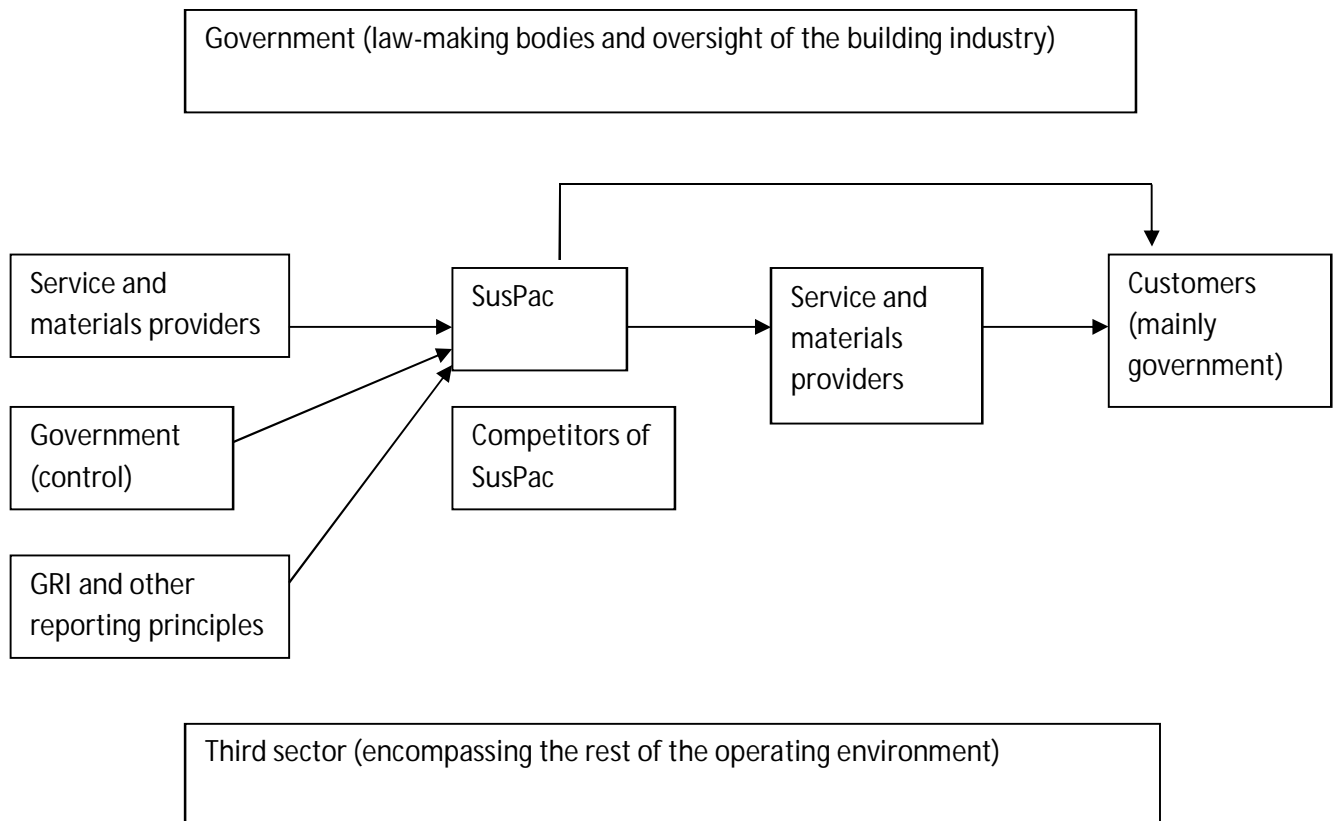 Government (law-making bodies and oversight of the building industry)
Service and
materials providers
SusPac
Service and
materials
providers
Customers
(mainly
government)
Government
(control)
Competitors of
SusPac
GRI and other
reporting principles
Third sector (encompassing the rest of the operating environment)